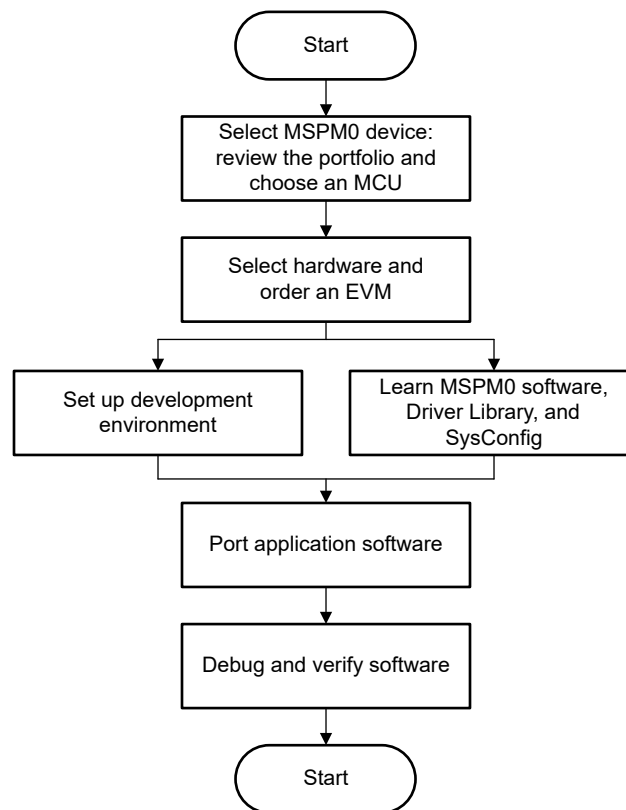 Start
Select MSPM0 device:
review the portfolio and
choose an MCU
Select hardware and
order an EVM
Set up development
environment
Learn MSPM0 software,
Driver Library, and
SysConfig
Port application software
Debug and verify software
Start